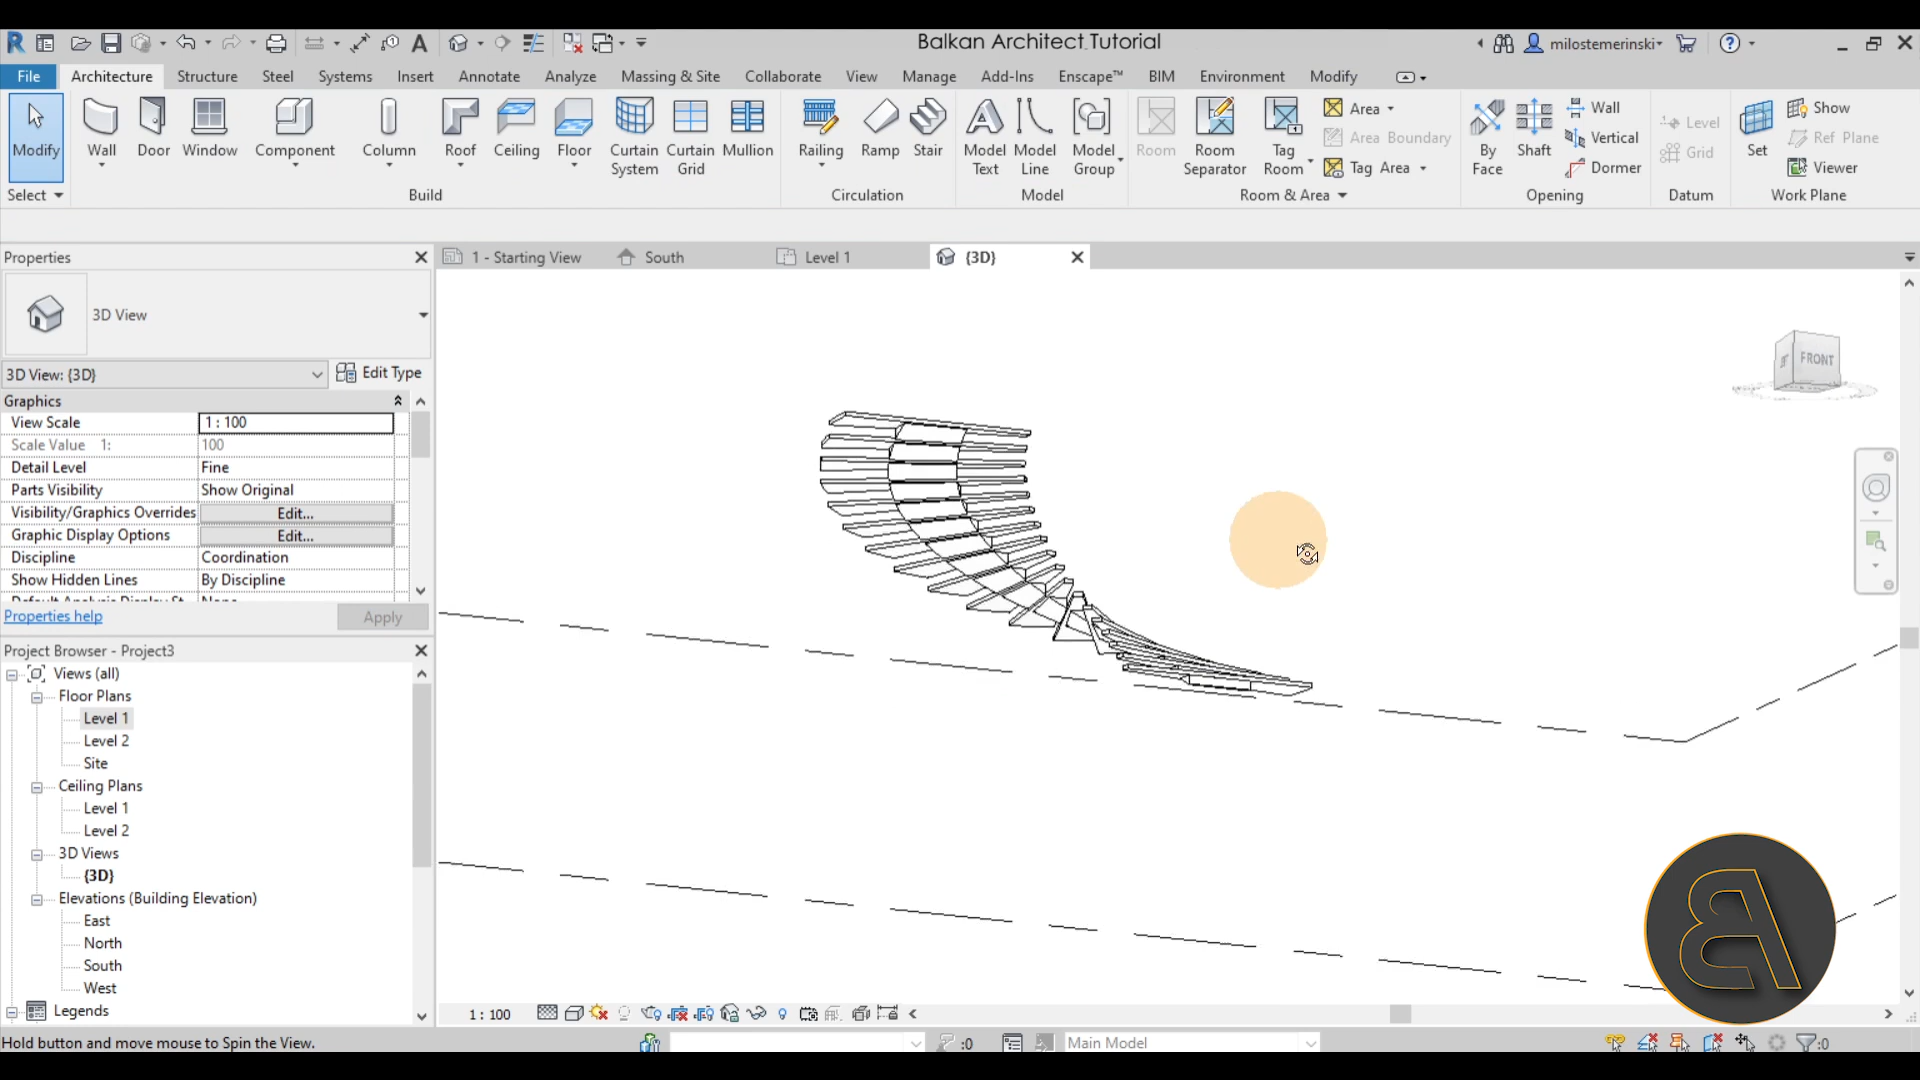 Balkan Architect Tutorial
milostemerinski
File Architecture Structure Steel Systems Insert Annotate Analyze Massing & Site Collaborate View Manage Add-Ins Enscape™ BIM Environment Modify
Modify
Wall
Door
Window
Component
Column
Roof
Ceiling
Floor
Curtain System
Curtain Grid
Mullion
Railing
Ramp
Stair
Model Text
Model Line
Model Group
Room
Room Separator
Tag Room
Area
Area Boundary
Tag Area
By Face
Shaft
Wall
Vertical
Dormer
Level
Grid
Set
Show
Ref Plane
Viewer
Select
Build
Circulation
Model
Room & Area
Opening
Datum
Work Plane
Properties
1 - Starting View
South
Level 1
{3D}
3D View
3D View: {3D}
Edit Type
Graphics
View Scale 1 : 100
Scale Value 1: 100
Detail Level Fine
Parts Visibility Show Original
Visibility/Graphics Overrides Edit...
Graphic Display Options Edit...
Discipline Coordination
Show Hidden Lines By Discipline
Properties help
Apply
FRONT
Project Browser - Project3
Views (all)
Floor Plans
Level 1
Level 2
Site
Ceiling Plans
Level 1
Level 2
3D Views
{3D}
Elevations (Building Elevation)
East
North
South
West
Legends
1 : 100
Hold button and move mouse to Spin the View.
:0
Main Model
:0